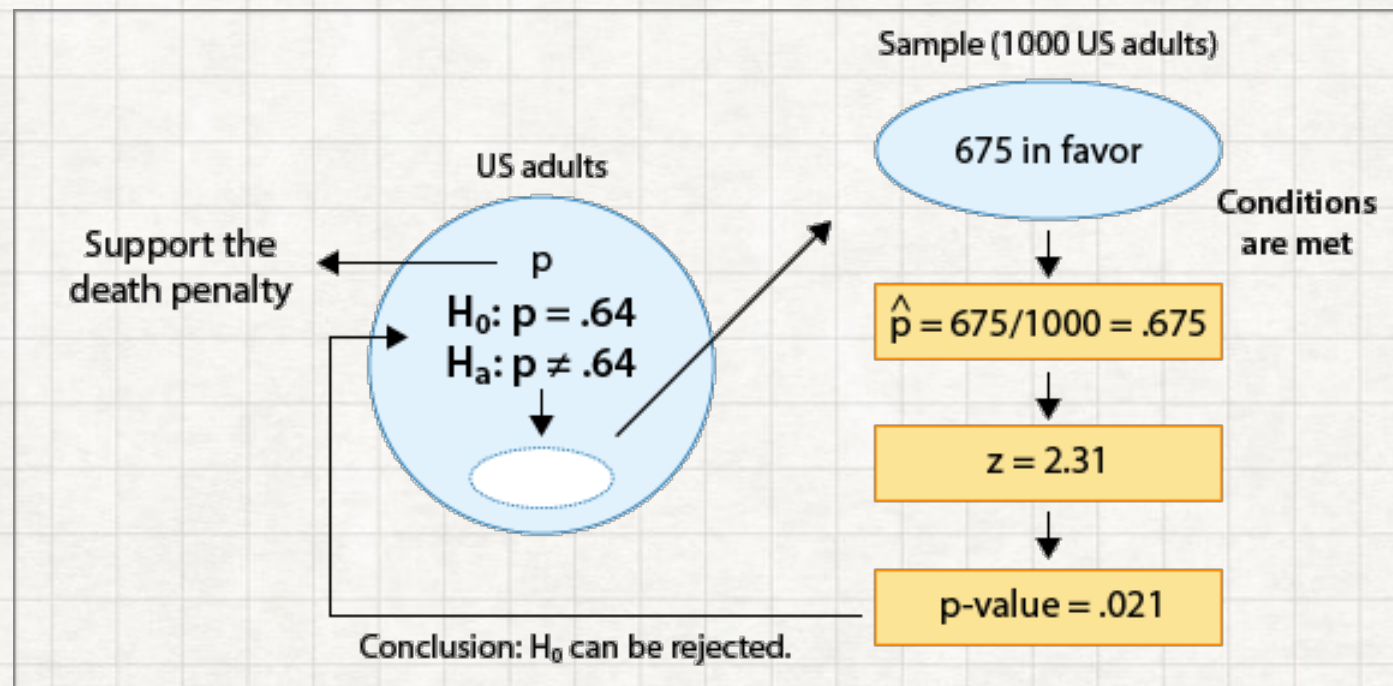 Sample (1000 US adults)
675 in favor
Conditions
are met
US adults
Support the
death penalty
p
H₀: p = .64
Hₐ: p ≠ .64
p̂ = 675/1000 = .675
z = 2.31
p-value = .021
Conclusion: H₀ can be rejected.